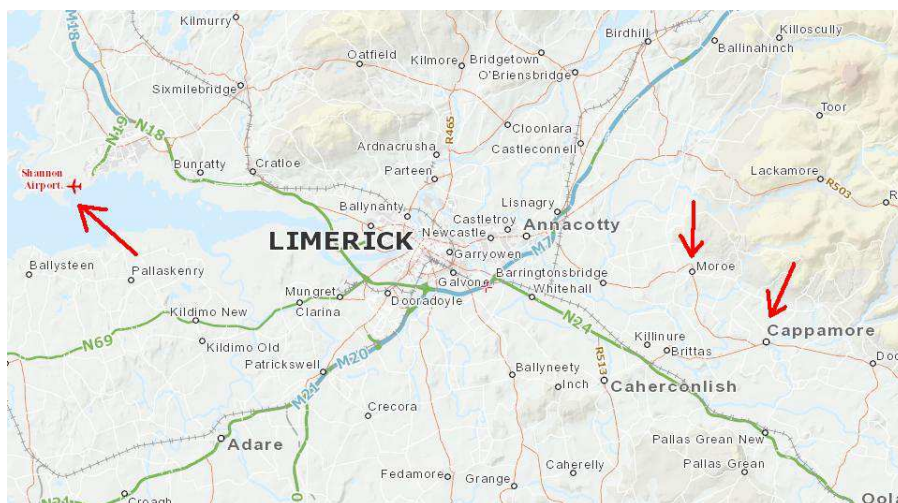 Kilmurry
Killoscully
M18
Birdhill
Ballinahinch
Oatfield
Kilmore
Bridgetown
O'Briensbridge
Sixmilebridge
Toor
N19
N18
R465
Cloonlara
Castleconnell
Ardnacrusha
Bunratty
Cratloe
Parteen
Lackamore
R503
Shannon
Airport
Ballynanty
Lisnagry
Castletroy
Annacotty
Newcastle
LIMERICK
M7
Garryowen
Ballysteen
Pallaskenry
Galvone
Barringtonsbridge
Moroe
Mungret
Dooradoyle
Whitehall
Clarina
Kildimo New
N24
Cappamore
N69
Kildimo Old
Killinure
Brittas
M20
R513
Patrickswell
Ballyneety
Inch
Caherconlish
M21
Crecora
Adare
Pallas Green New
Fedamore
Caherelly
Pallas Green
Grange
Croagh